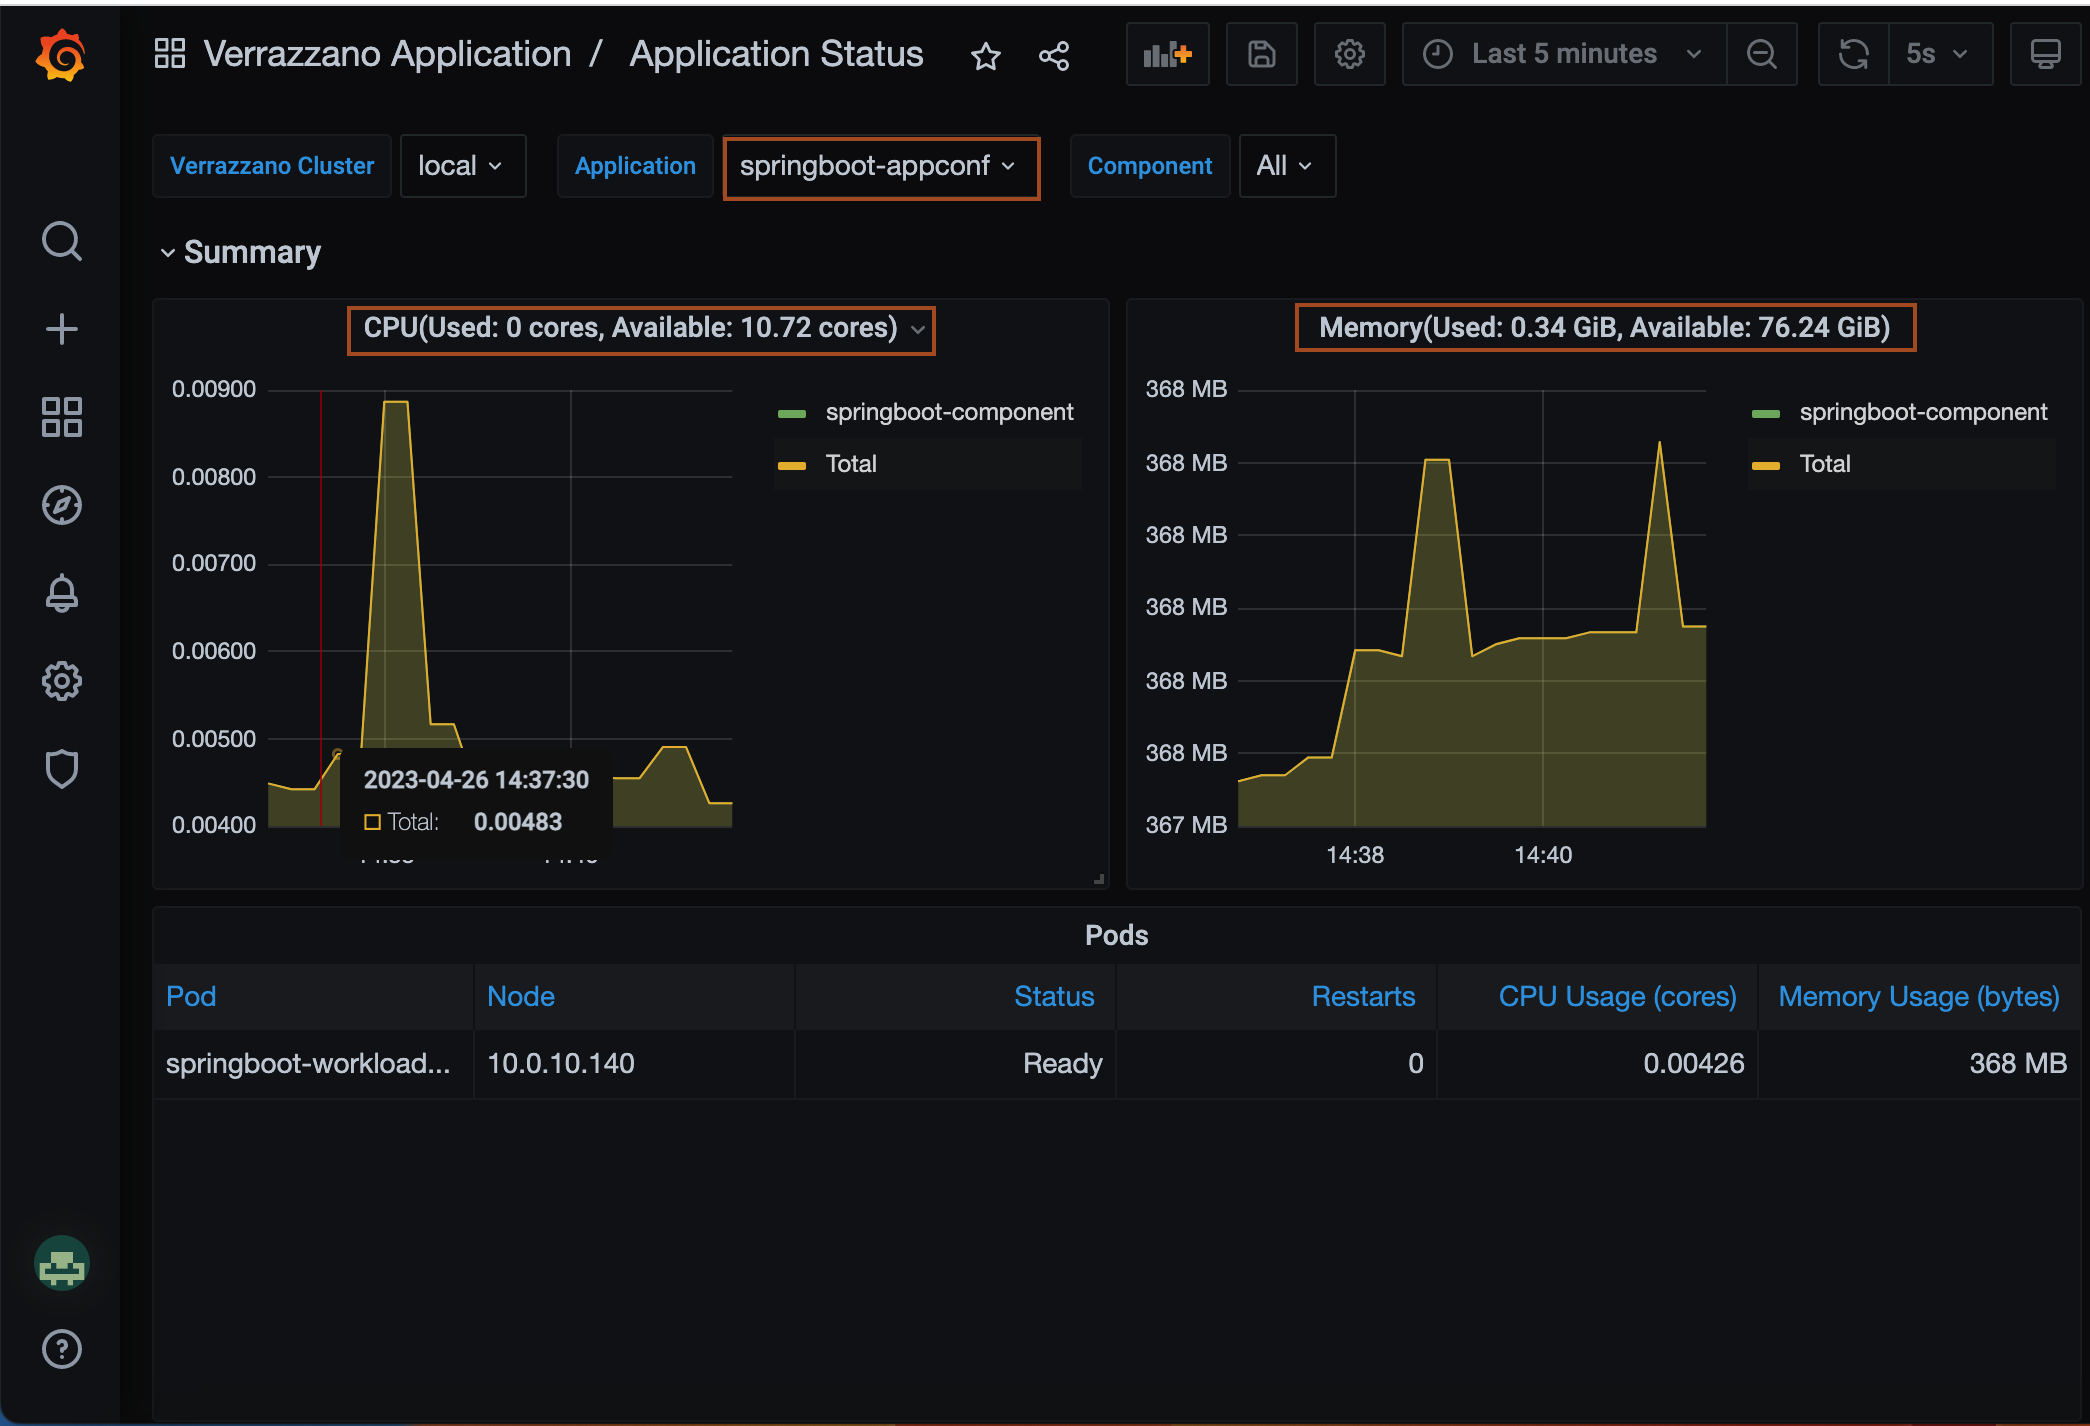 Verrazzano Application / Application Status
Last 5 minutes
5s
Verrazzano Cluster
local
Application
springboot-appconf
Component
All
Summary
CPU(Used: 0 cores, Available: 10.72 cores)
0.00900
0.00800
0.00700
0.00600
0.00500
0.00400
springboot-component
Total
2023-04-26 14:37:30
Total: 0.00483
Memory(Used: 0.34 GiB, Available: 76.24 GiB)
368 MB
368 MB
368 MB
368 MB
368 MB
368 MB
367 MB
14:38 14:40
springboot-component
Total
Pods
Pod Node Status Restarts CPU Usage (cores) Memory Usage (bytes)
springboot-workload... 10.0.10.140 Ready 0 0.00426 368 MB